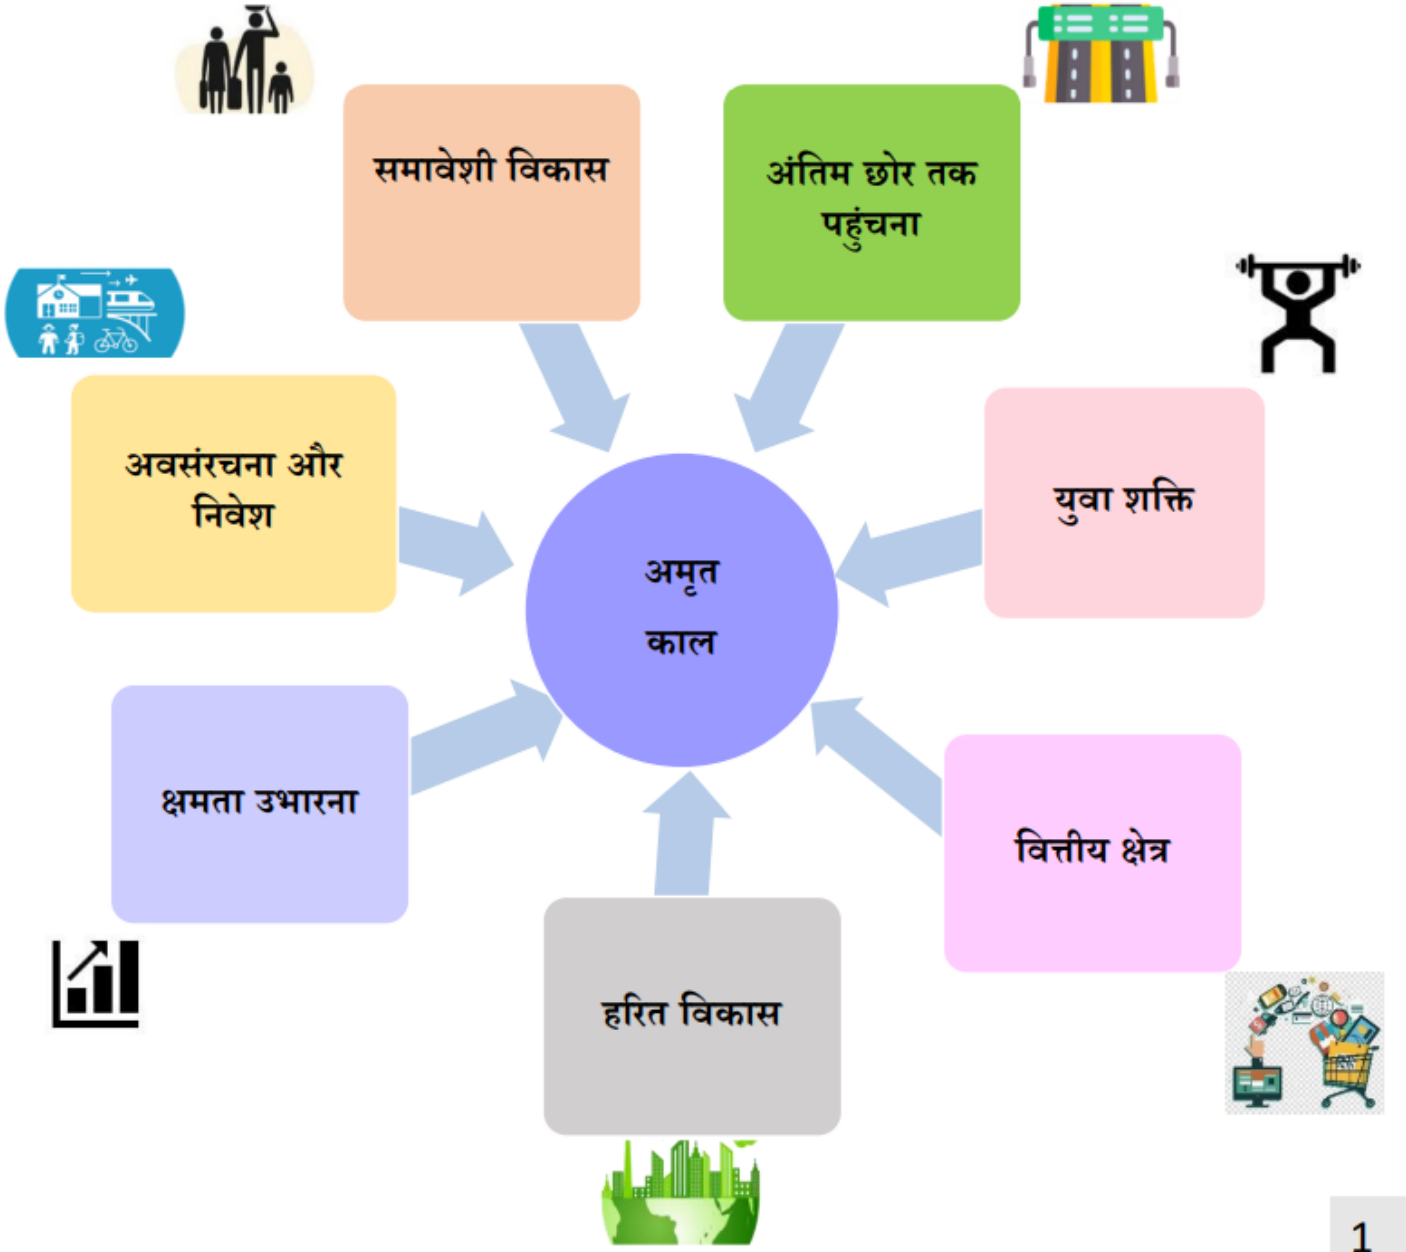 समावेशी विकास
अंतिम छोर तक
पहुंचना
अवसंरचना और
निवेश
युवा शक्ति
अमृत
काल
क्षमता उभारना
वित्तीय क्षेत्र
हरित विकास
1